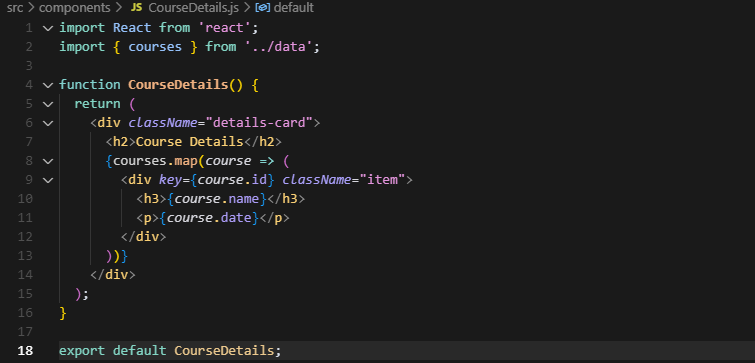 src > components > JS CourseDetails.js > default
1 import React from 'react';
2 import { courses } from '../data';
3
4 function CourseDetails() {
5 return (
6 <div className="details-card">
7 <h2>Course Details</h2>
8 {courses.map(course => (
9 <div key={course.id} className="item">
10 <h3>{course.name}</h3>
11 <p>{course.date}</p>
12 </div>
13 ))}
14 </div>
15 );
16 }
17
18 export default CourseDetails;